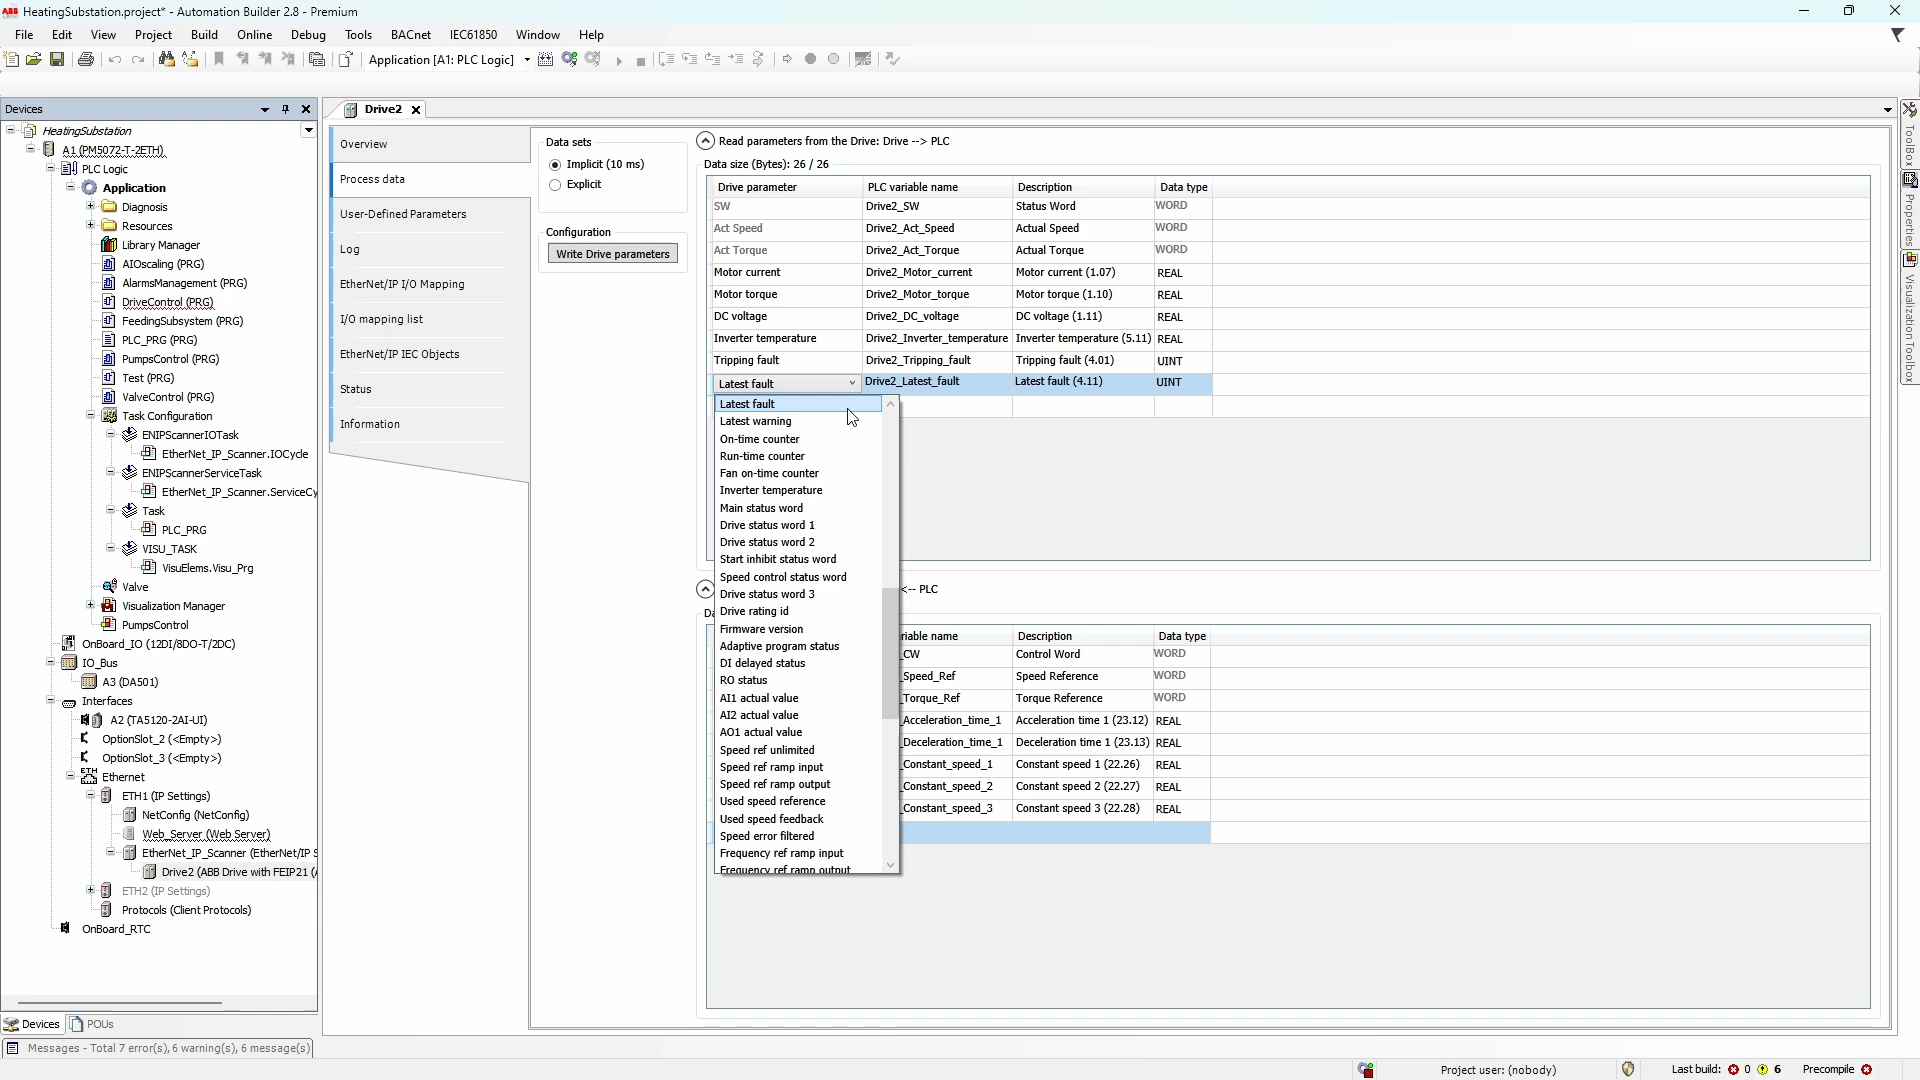 ABB HeatingSubstation.project* - Automation Builder 2.8 - Premium
File Edit View Project Build Online Debug Tools BACnet IEC61850 Window Help
Application [A1: PLC Logic]
Devices
HeatingSubstation
A1 (PM5072-T-2ETH)
PLC Logic
Application
Diagnosis
Resources
Library Manager
AIOscaling (PRG)
AlarmsManagement (PRG)
DriveControl (PRG)
FeedingSubsystem (PRG)
PLC_PRG (PRG)
PumpsControl (PRG)
Test (PRG)
ValveControl (PRG)
Task Configuration
ENIPScannerIOTask
EtherNet_IP_Scanner.IOCycle
ENIPScannerServiceTask
EtherNet_IP_Scanner.ServiceCy
Task
PLC_PRG
VISU_TASK
VisuElems.Visu_Prg
Valve
Visualization Manager
PumpsControl
OnBoard_IO (12DI/8DO-T/2DC)
IO_Bus
A3 (DA501)
Interfaces
A2 (TA5120-2AI-UI)
OptionSlot_2 (<Empty>)
OptionSlot_3 (<Empty>)
Ethernet
ETH1 (IP Settings)
NetConfig (NetConfig)
Web_Server (Web Server)
EtherNet_IP_Scanner (EtherNet/IP S
Drive2 (ABB Drive with FEIP21 (
ETH2 (IP Settings)
Protocols (Client Protocols)
OnBoard_RTC
Devices POUs
Messages - Total 7 error(s), 6 warning(s), 6 message(s)
Drive2
Overview
Process data
User-Defined Parameters
Log
EtherNet/IP I/O Mapping
I/O mapping list
EtherNet/IP IEC Objects
Status
Information
Data sets
Implicit (10 ms)
Explicit
Configuration
Write Drive parameters
Read parameters from the Drive: Drive --> PLC
Data size (Bytes): 26 / 26
Drive parameter PLC variable name Description Data type
SW Drive2_SW Status Word WORD
Act Speed Drive2_Act_Speed Actual Speed WORD
Act Torque Drive2_Act_Torque Actual Torque WORD
Motor current Drive2_Motor_current Motor current (1.07) REAL
Motor torque Drive2_Motor_torque Motor torque (1.10) REAL
DC voltage Drive2_DC_voltage DC voltage (1.11) REAL
Inverter temperature Drive2_Inverter_temperature Inverter temperature (5.11) REAL
Tripping fault Drive2_Tripping_fault Tripping fault (4.01) UINT
Latest fault Drive2_Latest_fault Latest fault (4.11) UINT
Latest fault
Latest warning
On-time counter
Run-time counter
Fan on-time counter
Inverter temperature
Main status word
Drive status word 1
Drive status word 2
Start inhibit status word
Speed control status word
Drive status word 3
Drive rating id
Firmware version
Adaptive program status
DI delayed status
RO status
AI1 actual value
AI2 actual value
AO1 actual value
Speed ref unlimited
Speed ref ramp input
Speed ref ramp output
Used speed reference
Used speed feedback
Speed error filtered
Frequency ref ramp input
Frequency ref ramp output
<-- PLC
Da
riable name Description Data type
_CW Control Word WORD
_Speed_Ref Speed Reference WORD
_Torque_Ref Torque Reference WORD
_Acceleration_time_1 Acceleration time 1 (23.12) REAL
_Deceleration_time_1 Deceleration time 1 (23.13) REAL
_Constant_speed_1 Constant speed 1 (22.26) REAL
_Constant_speed_2 Constant speed 2 (22.27) REAL
_Constant_speed_3 Constant speed 3 (22.28) REAL
ToolBox
Properties
Visualization Toolbox
Project user: (nobody) Last build: 0 6 Precompile